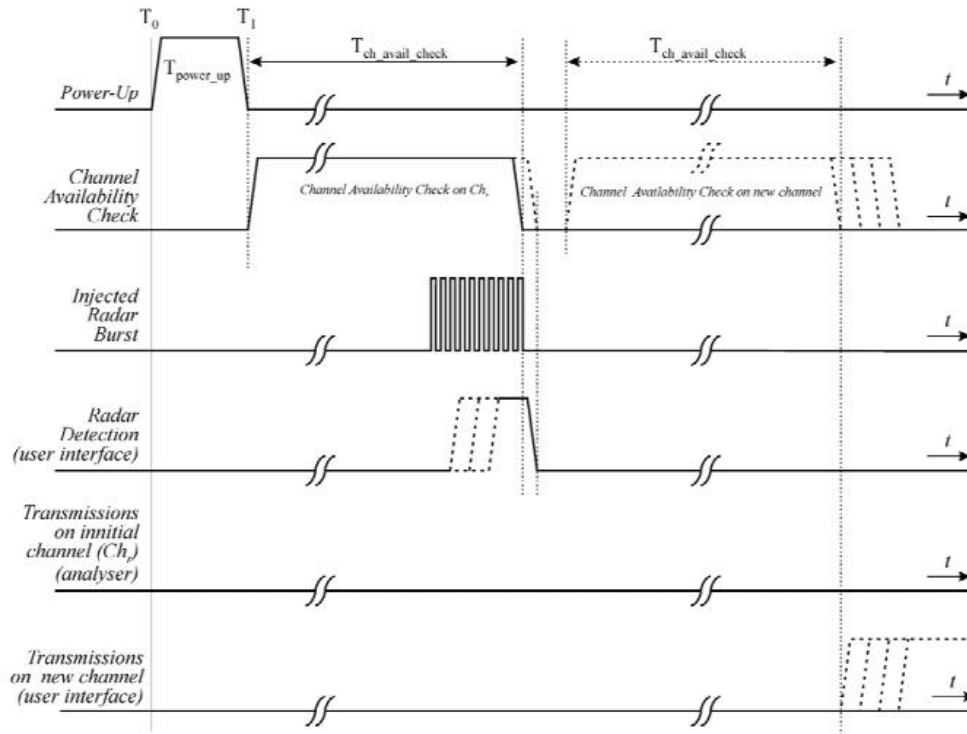 T0 T1
Tch_avail_check Tch_avail_check
Tpower_up
Power-Up
t
Channel
Availability
Check
Channel Availability Check on Chr
Channel Availability Check on new channel
t
Injected
Radar
Burst
t
Radar
Detection
(user interface)
t
Transmissions
on innitial
channel (Chr)
(analyser)
t
Transmissions
on new channel
(user interface)
t